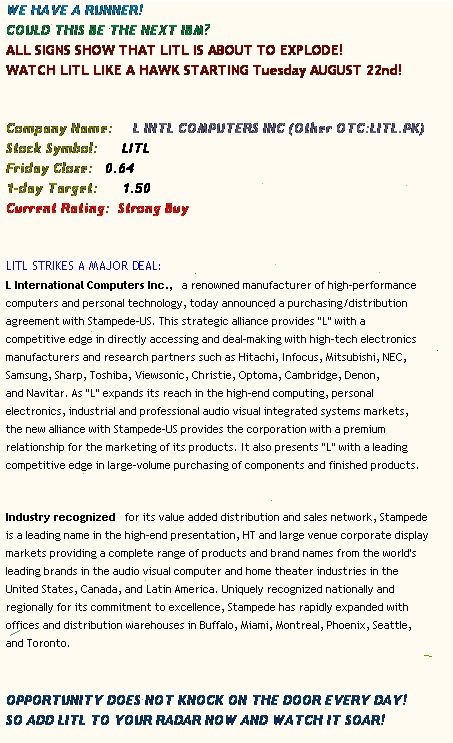 WE HAVE A RUNNER!
COULD THIS BE THE NEXT IBM?
ALL SIGNS SHOW THAT LITL IS ABOUT TO EXPLODE!
WATCH LITL LIKE A HAWK STARTING Tuesday AUGUST 22nd!
Company Name: L INTL COMPUTERS INC (Other OTC:LITL.PK)
Stock Symbol: LITL
Friday Close: 0.64
1-day Target: 1.50
Current Rating: Strong Buy
LITL STRIKES A MAJOR DEAL:
L International Computers Inc., a renowned manufacturer of high-performance
computers and personal technology, today announced a purchasing/distribution
agreement with Stampede-US. This strategic alliance provides "L" with a
competitive edge in directly accessing and deal-making with high-tech electronics
manufacturers and research partners such as Hitachi, Infocus, Mitsubishi, NEC,
Samsung, Sharp, Toshiba, Viewsonic, Christie, Optoma, Cambridge, Denon,
and Navitar. As "L" expands its reach in the high-end computing, personal
electronics, industrial and professional audio visual integrated systems markets,
the new alliance with Stampede-US provides the corporation with a premium
relationship for the marketing of its products. It also presents "L" with a leading
competitive edge in large-volume purchasing of components and finished products.
Industry recognized for its value added distribution and sales network, Stampede
is a leading name in the high-end presentation, HT and large venue corporate display
markets providing a complete range of products and brand names from the world's
leading brands in the audio visual computer and home theater industries in the
United States, Canada, and Latin America. Uniquely recognized nationally and
regionally for its commitment to excellence, Stampede has rapidly expanded with
offices and distribution warehouses in Buffalo, Miami, Montreal, Phoenix, Seattle,
and Toronto.
OPPORTUNITY DOES NOT KNOCK ON THE DOOR EVERY DAY!
SO ADD LITL TO YOUR RADAR NOW AND WATCH IT SOAR!